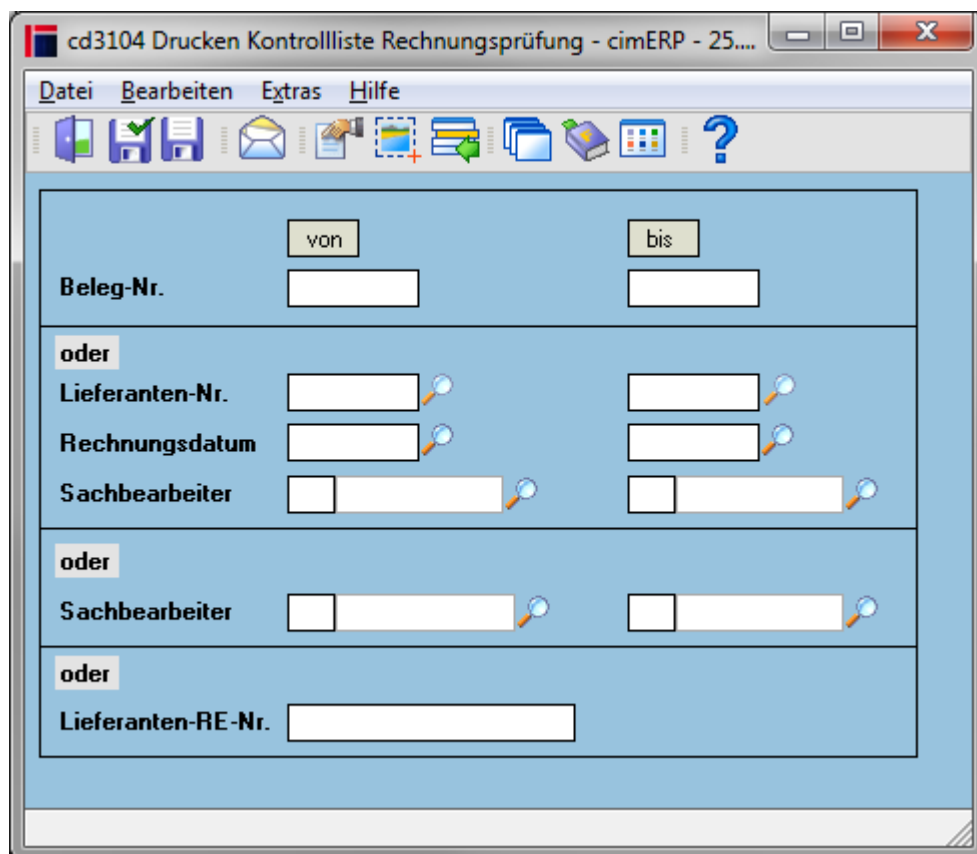 cd3104 Drucken Kontrollliste Rechnungsprüfung - cimERP - 25....
Datei Bearbeiten Extras Hilfe
von bis
Beleg-Nr.
oder
Lieferanten-Nr.
Rechnungsdatum
Sachbearbeiter
oder
Sachbearbeiter
oder
Lieferanten-RE-Nr.